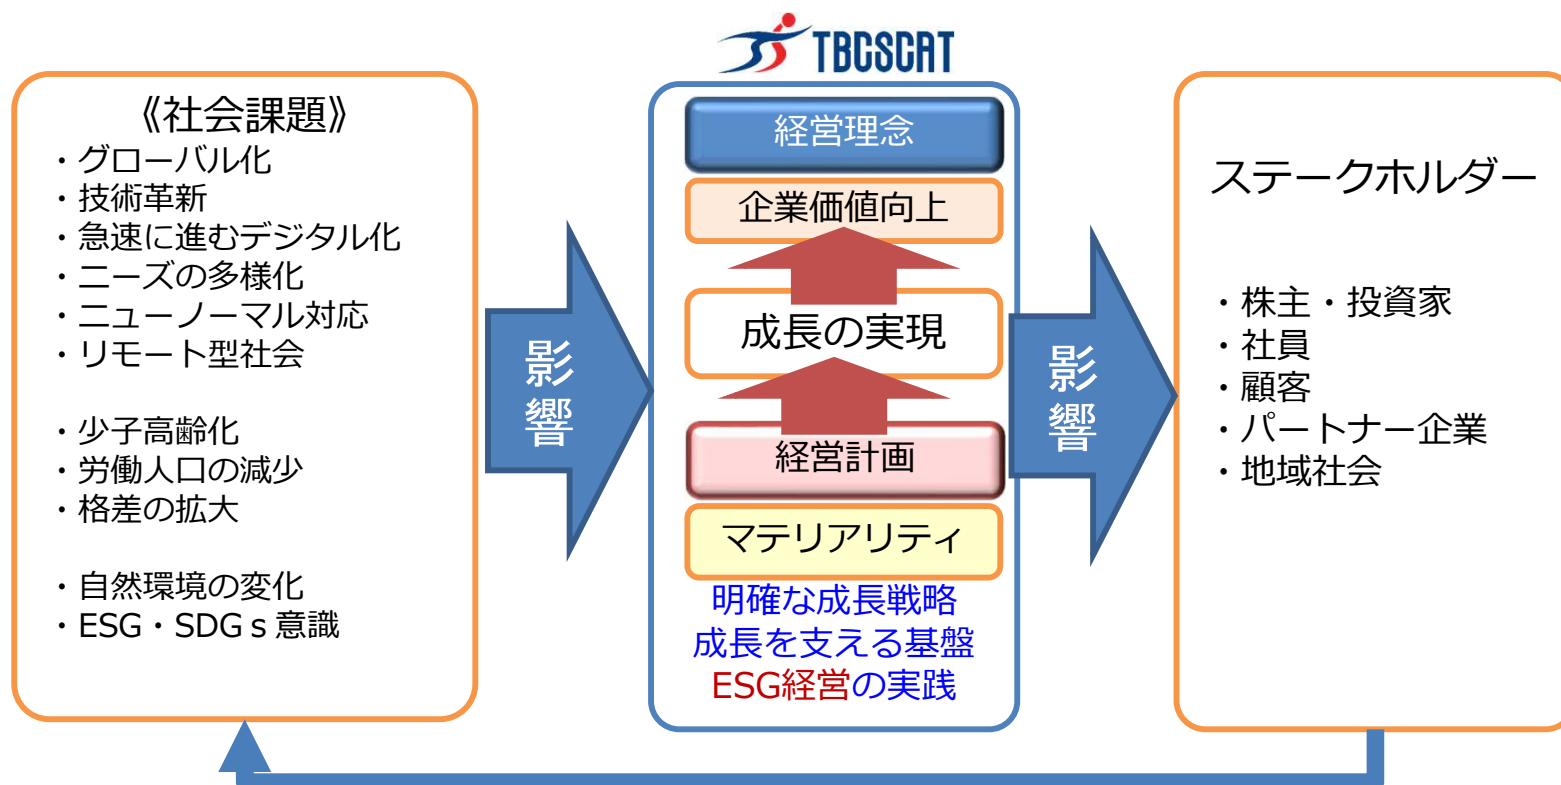 TBCSCAT
《社会課題》
・グローバル化
・技術革新
・急速に進むデジタル化
・ニーズの多様化
・ニューノーマル対応
・リモート型社会
・少子高齢化
・労働人口の減少
・格差の拡大
・自然環境の変化
・ESG・SDGｓ意識
影響
経営理念
企業価値向上
成長の実現
経営計画
マテリアリティ
明確な成長戦略
成長を支える基盤
ESG経営の実践
影響
ステークホルダー
・株主・投資家
・社員
・顧客
・パートナー企業
・地域社会